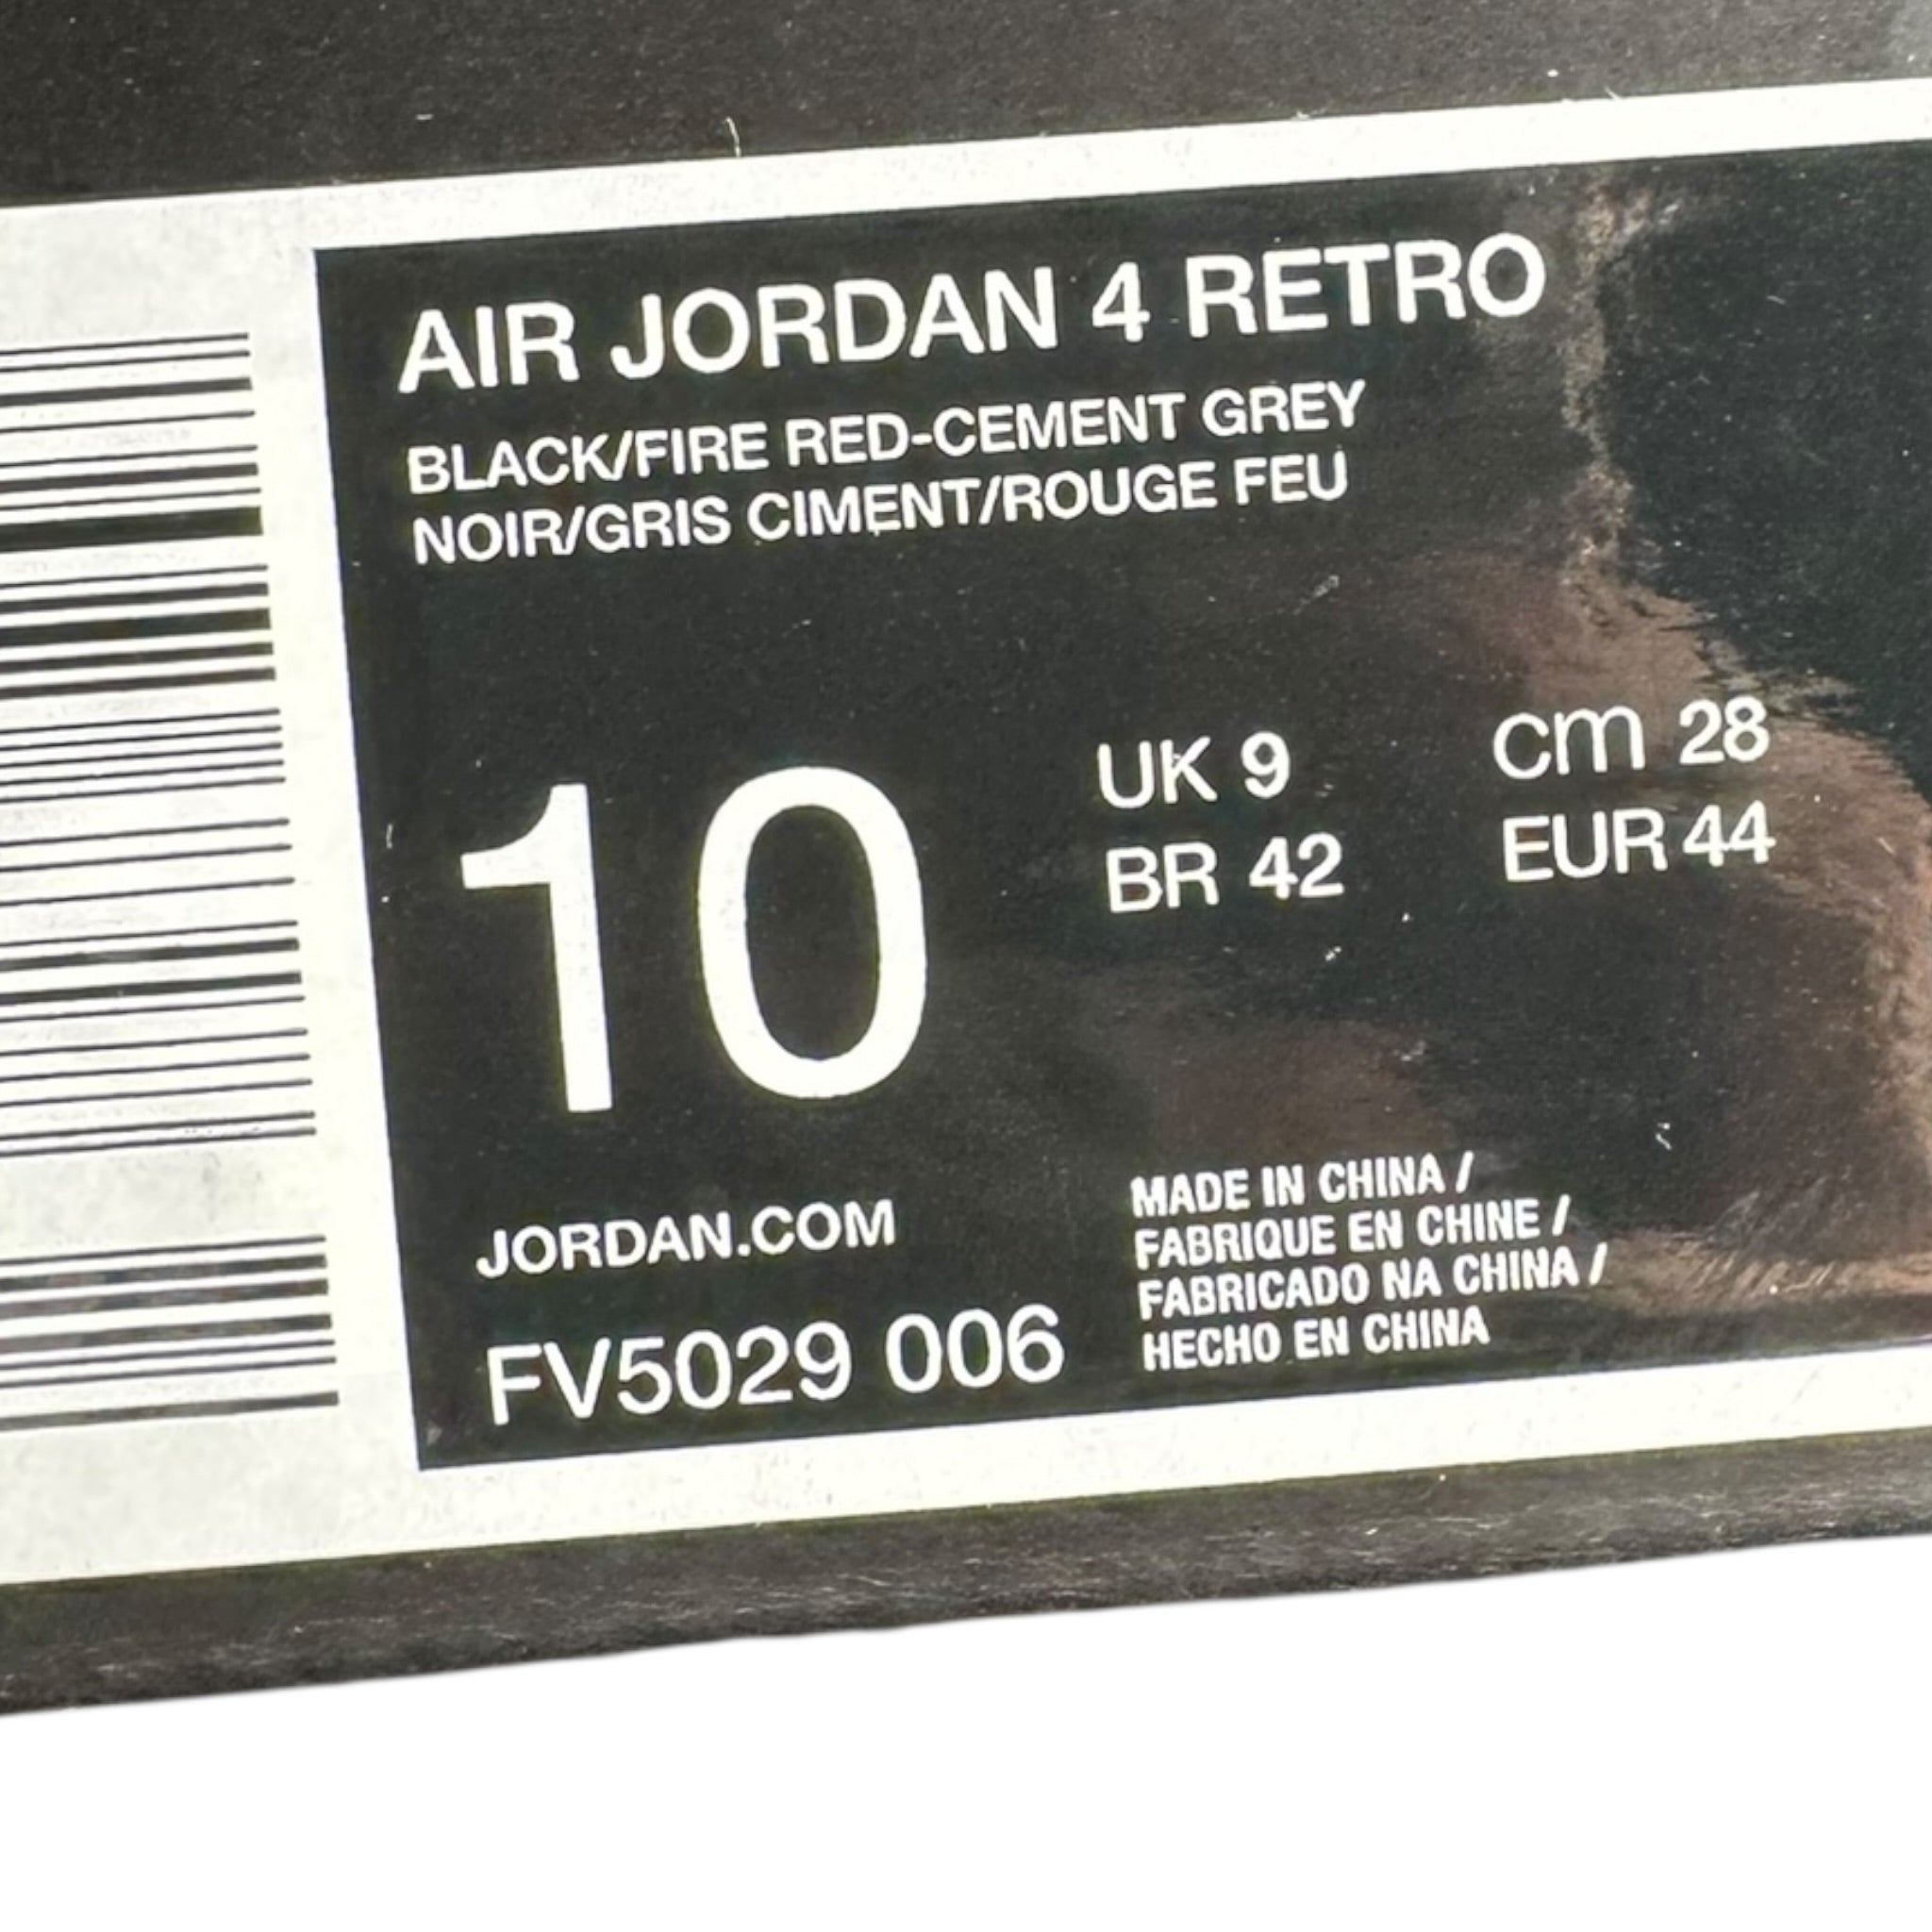 AIR JORDAN 4 RETRO
BLACK/FIRE RED-CEMENT GREY
NOIR/GRIS CIMENT/ROUGE FEU
10
UK 9 cm 28
BR 42 EUR 44
JORDAN.COM
FV5029 006
MADE IN CHINA /
FABRIQUE EN CHINE /
FABRICADO NA CHINA /
HECHO EN CHINA